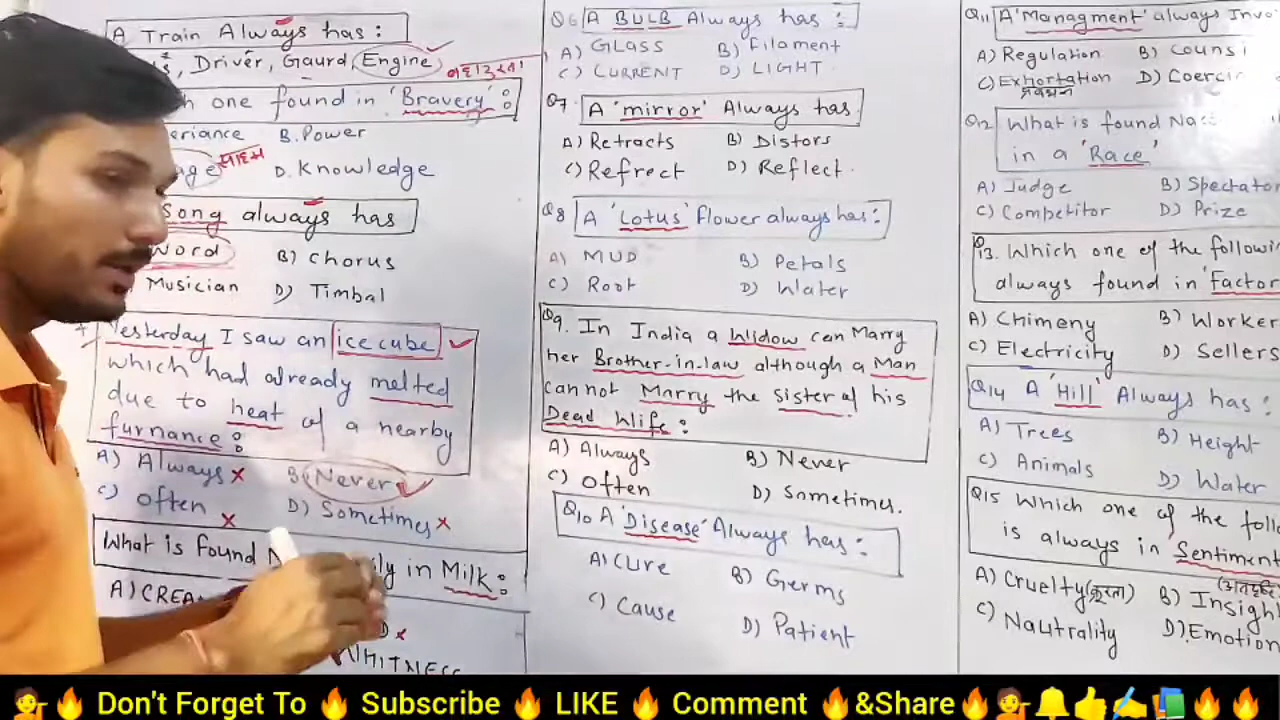 A Train Always has:
, Driver, Gaurd, Engine
one found in 'Bravery':
B. Power
D. Knowledge
साहस
Song always has
Word
B) Chorus
Musician D) Timbal
Yesterday I saw an ice cube
which had already melted
due to heat of a nearby
furnance:
A) Always B) Never
C) Often D) Sometimes
What is found in Milk:
A) CREA
WHITNESS
Q6 A BULB Always has:
A) GLASS B) Filament
C) CURRENT D) LIGHT
Q7 A 'mirror' Always has
A) Retracts B) Distors
C) Refrect D) Reflect
Q8 A 'Lotus' Flower always has:
A) MUD B) Petals
C) Root D) Water
Q9. In India a Widow can Marry
her Brother-in-law although a Man
cannot Marry the sister of his
Dead Wife:
A) Always B) Never
C) Often D) Sometimes.
Q10 A 'Disease' Always has:
A) Cure B) Germs
C) Cause D) Patient
Q11 A 'Managment' always Invo
A) Regulation B) Counsi
C) Exhortation D) Coercin
प्रवचन
Q12 What is found
in a 'Race'
A) Judge B) Spectato
C) Competitor D) Prize
Q13. Which one of the followi
always found in 'Factor
A) Chimeny B) Worker
C) Electricity D) Sellers
Q14 A 'Hill' Always has:
A) Trees B) Height
C) Animals D) Water
Q15 Which one of the foll
is always in Sentiment
A) Cruelty (क्रूरता) B) Insigh
C) Nautrality D) Emotion
Don't Forget To Subscribe LIKE Comment &Share